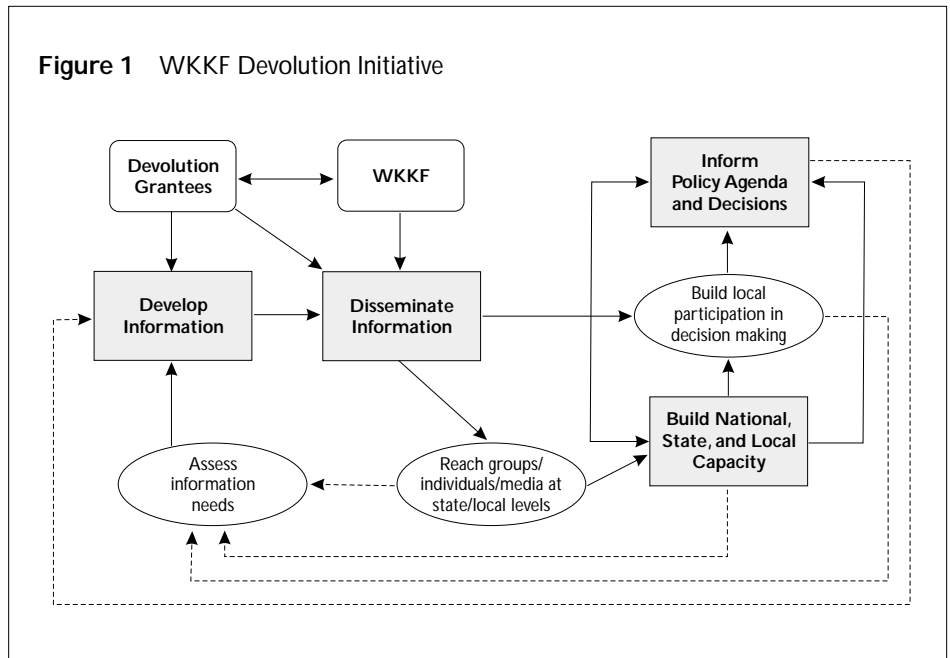 Figure 1 WKKF Devolution Initiative
Devolution
Grantees
WKKF
Inform
Policy Agenda
and Decisions
Develop
Information
Disseminate
Information
Build local
participation in
decision making
Build National,
State, and Local
Capacity
Assess
information
needs
Reach groups/
individuals/media at
state/local levels